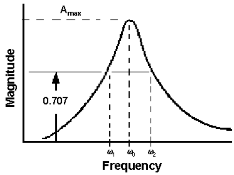 Amax
Magnitude
0.707
ω₁ ω₀ ω₂
Frequency